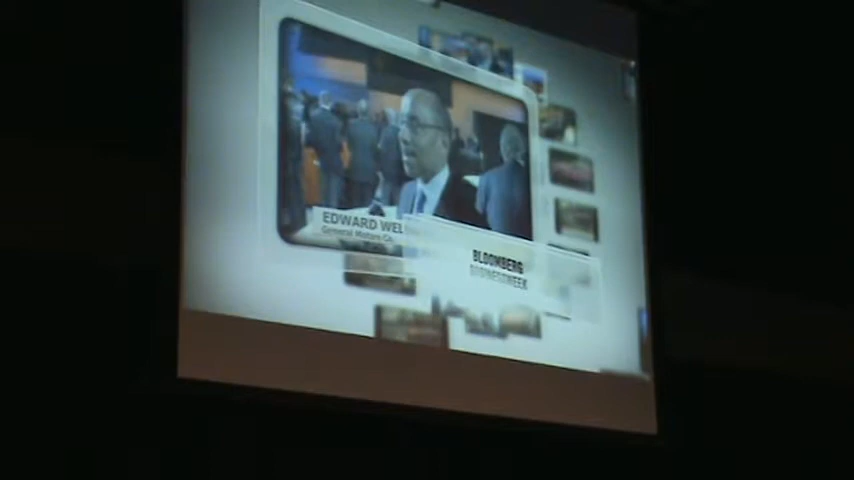 EDWARD WEL
General Motors Co.
BLOOMBERG
BUSINESSWEEK